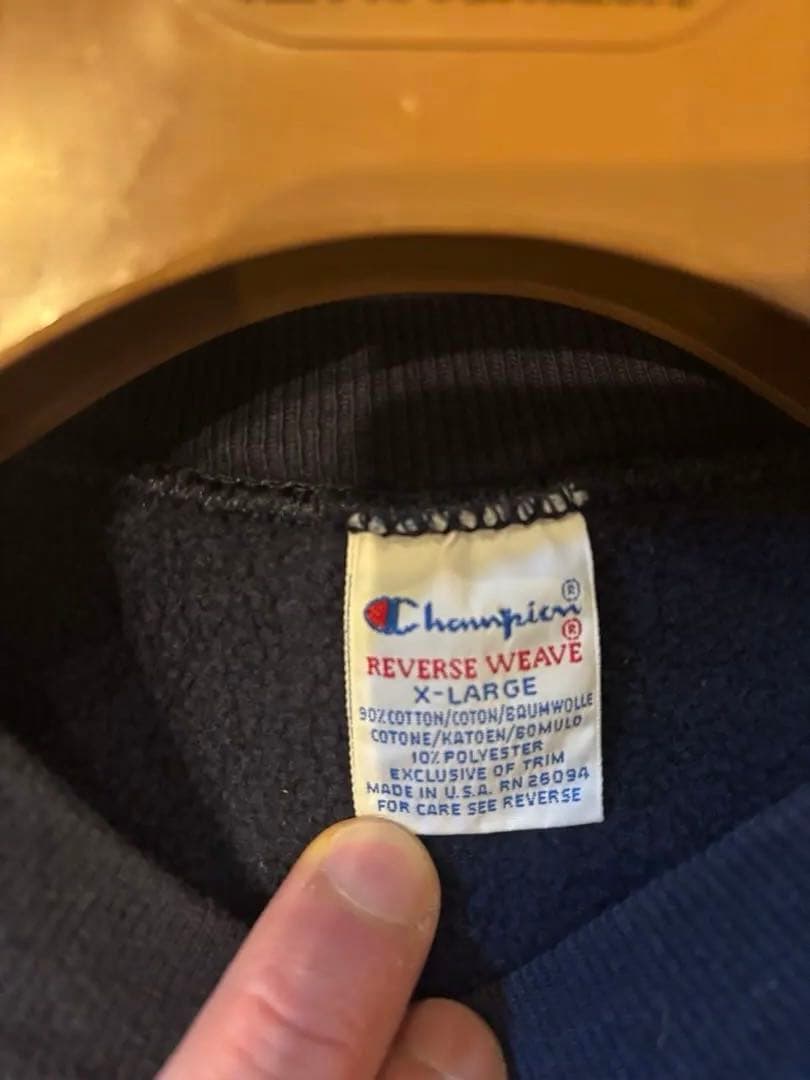 Champion®
REVERSE WEAVE®
X-LARGE
90% COTTON/COTON/BAUMWOLLE
COTONE/KATOEN/BOMULD
10% POLYESTER
EXCLUSIVE OF TRIM
MADE IN U.S.A. RN 26094
FOR CARE SEE REVERSE